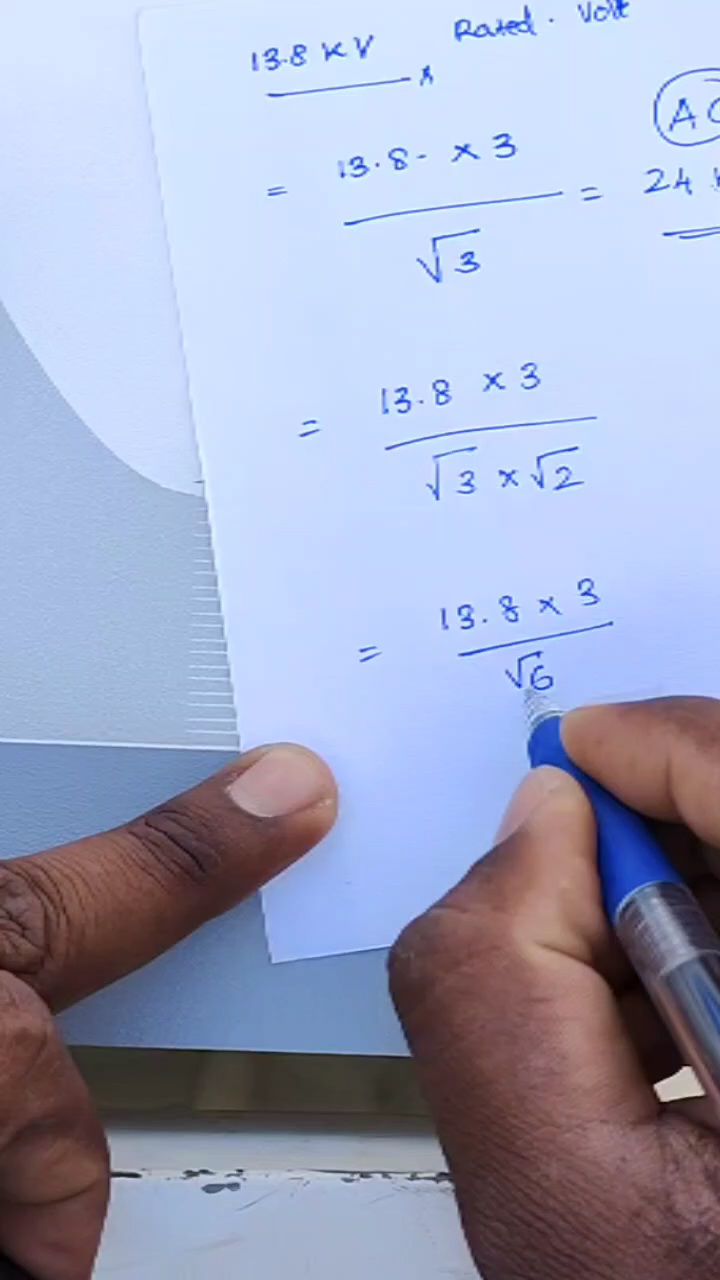 13.8 KV Rated. Volt
= 13.8. × 3 / √3 = 24
AC
= 13.8 × 3 / √3 × √2
= 13.8 × 3 / √6